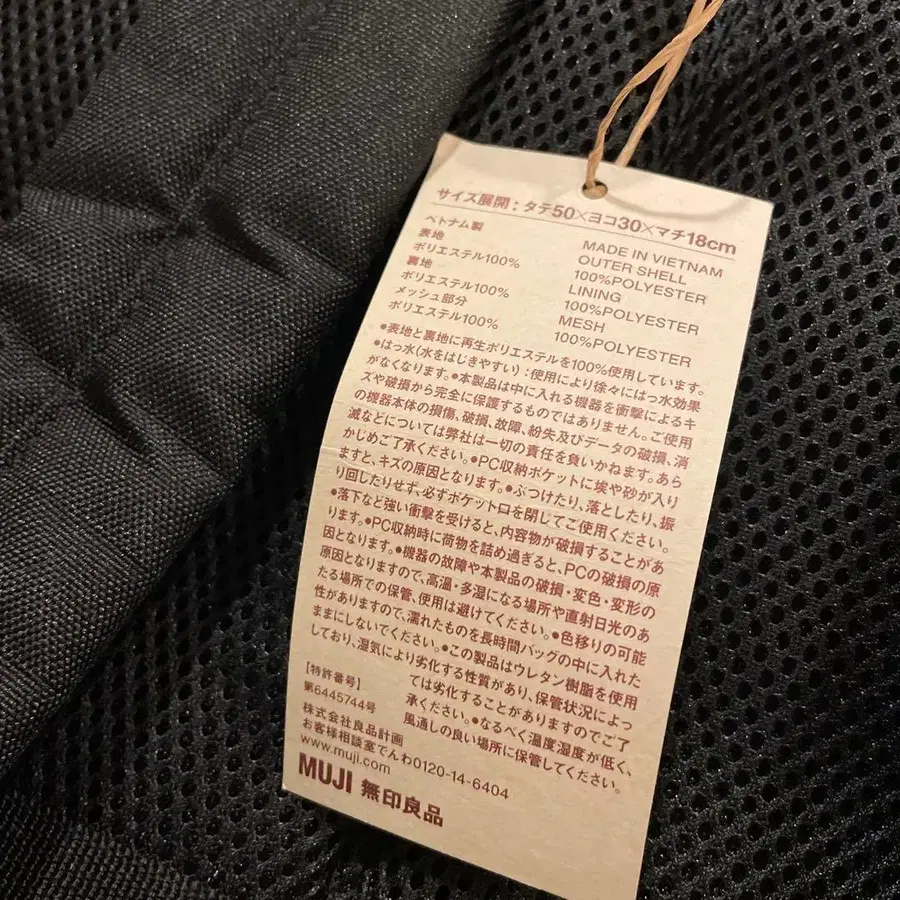 サイズ展開：タテ50×ヨコ30×マチ18cm
ベトナム製
表地
ポリエステル100%
裏地
ポリエステル100%
メッシュ部分
ポリエステル100%
MADE IN VIETNAM
OUTER SHELL
100%POLYESTER
LINING
100%POLYESTER
MESH
100%POLYESTER
●表地と裏地に再生ポリエステルを100%使用しています。
●はっ水(水をはじきやすい)：使用により徐々にはっ水効果
がなくなります。●本製品は中に入れる機器を衝撃によるキ
ズや破損から完全に保護するものではありません。ご使用
の機器本体の損傷、破損、故障、紛失及びデータの破損、消
滅などについては弊社は一切の責任を負いかねます。あら
かじめご了承ください。●PC収納ポケットに埃や砂が入り
ますと、キズの原因となります。●ぶつけたり、落としたり、振
り回したりせず、必ずポケット口を閉じてご使用ください。
●落下など強い衝撃を受けると、内容物が破損することがあ
ります。●PC収納時に荷物を詰め過ぎると、PCの破損の原
因となります。●機器の故障や本製品の破損・変色・変形の
原因となりますので、高温・多湿になる場所や直射日光のあ
たる場所での保管、使用は避けてください。●色移りの可能
性がありますので、濡れたものを長時間バッグの中に入れた
ままにしないでください。●この製品はウレタン樹脂を使用
しており、湿気により劣化する性質があり、保管状況によっ
ては劣化することがありますのでご了
承ください。●なるべく温度湿度が低く、
風通しの良い場所に保管してください。
【特許番号】
第6445744号
株式会社良品計画
お客様相談室でんわ0120-14-6404
www.muji.com
MUJI 無印良品